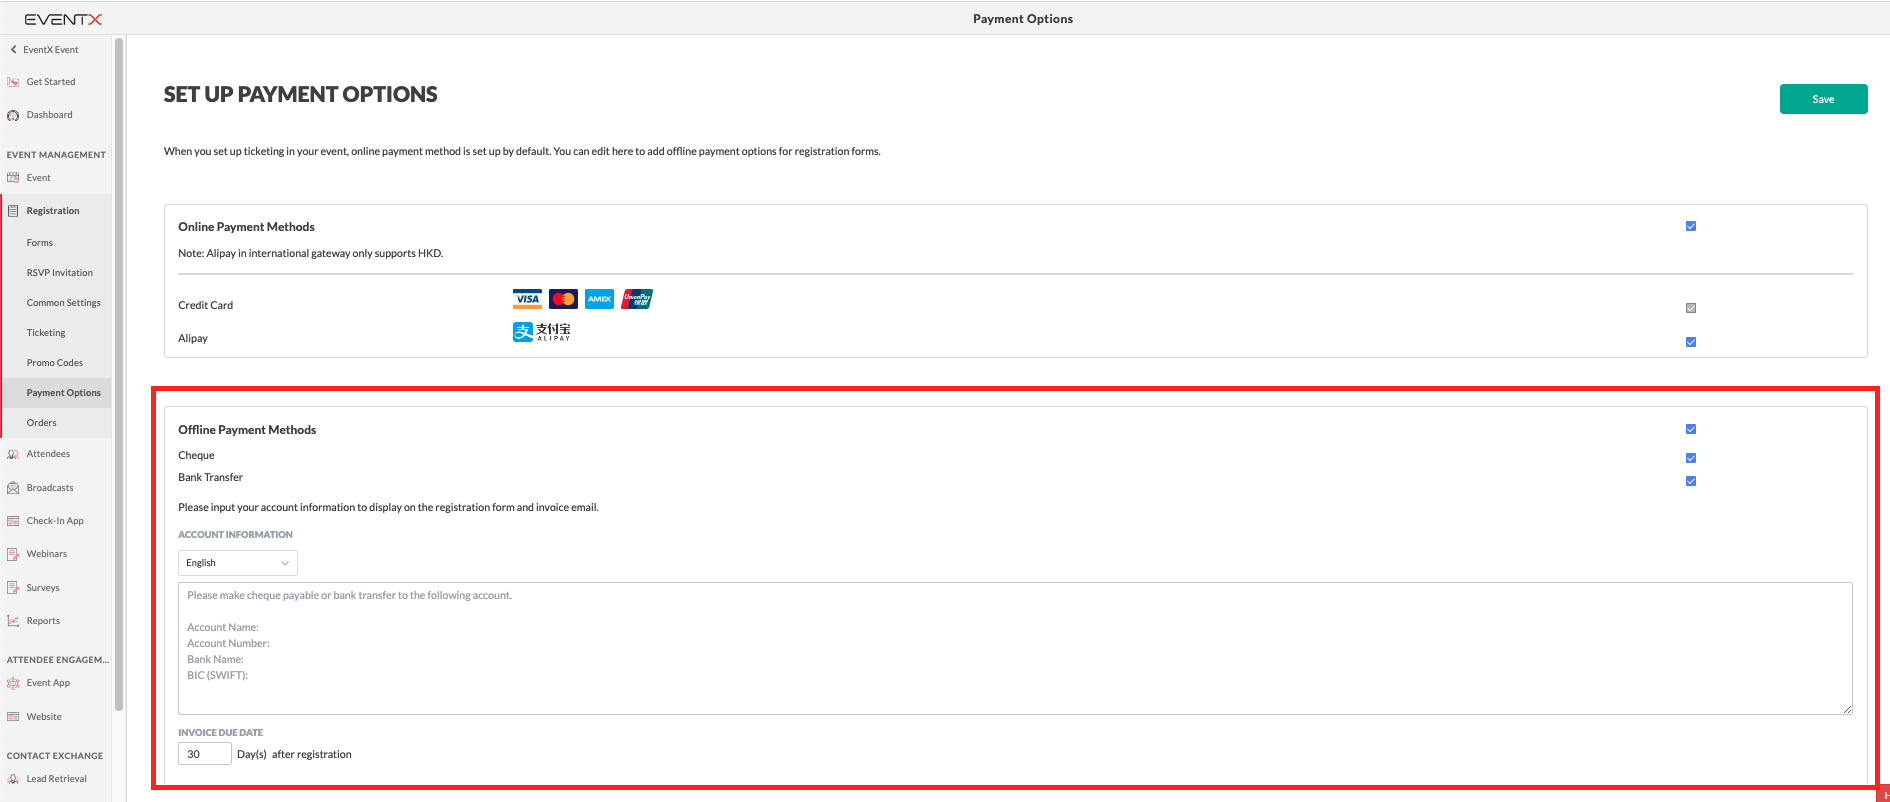 EVENTX
Payment Options
EventX Event
Get Started
Dashboard
EVENT MANAGEMENT
Event
Registration
Forms
RSVP Invitation
Common Settings
Ticketing
Promo Codes
Payment Options
Orders
Attendees
Broadcasts
Check-In App
Webinars
Surveys
Reports
ATTENDEE ENGAGEM...
Event App
Website
CONTACT EXCHANGE
Lead Retrieval
SET UP PAYMENT OPTIONS
Save
When you set up ticketing in your event, online payment method is set up by default. You can edit here to add offline payment options for registration forms.
Online Payment Methods
Note: Alipay in international gateway only supports HKD.
Credit Card
VISA AMEX UnionPay 银联
Alipay
支 支付宝
ALIPAY
Offline Payment Methods
Cheque
Bank Transfer
Please input your account information to display on the registration form and invoice email.
ACCOUNT INFORMATION
English
Please make cheque payable or bank transfer to the following account.
Account Name:
Account Number:
Bank Name:
BIC (SWIFT):
INVOICE DUE DATE
30 Day(s) after registration
H